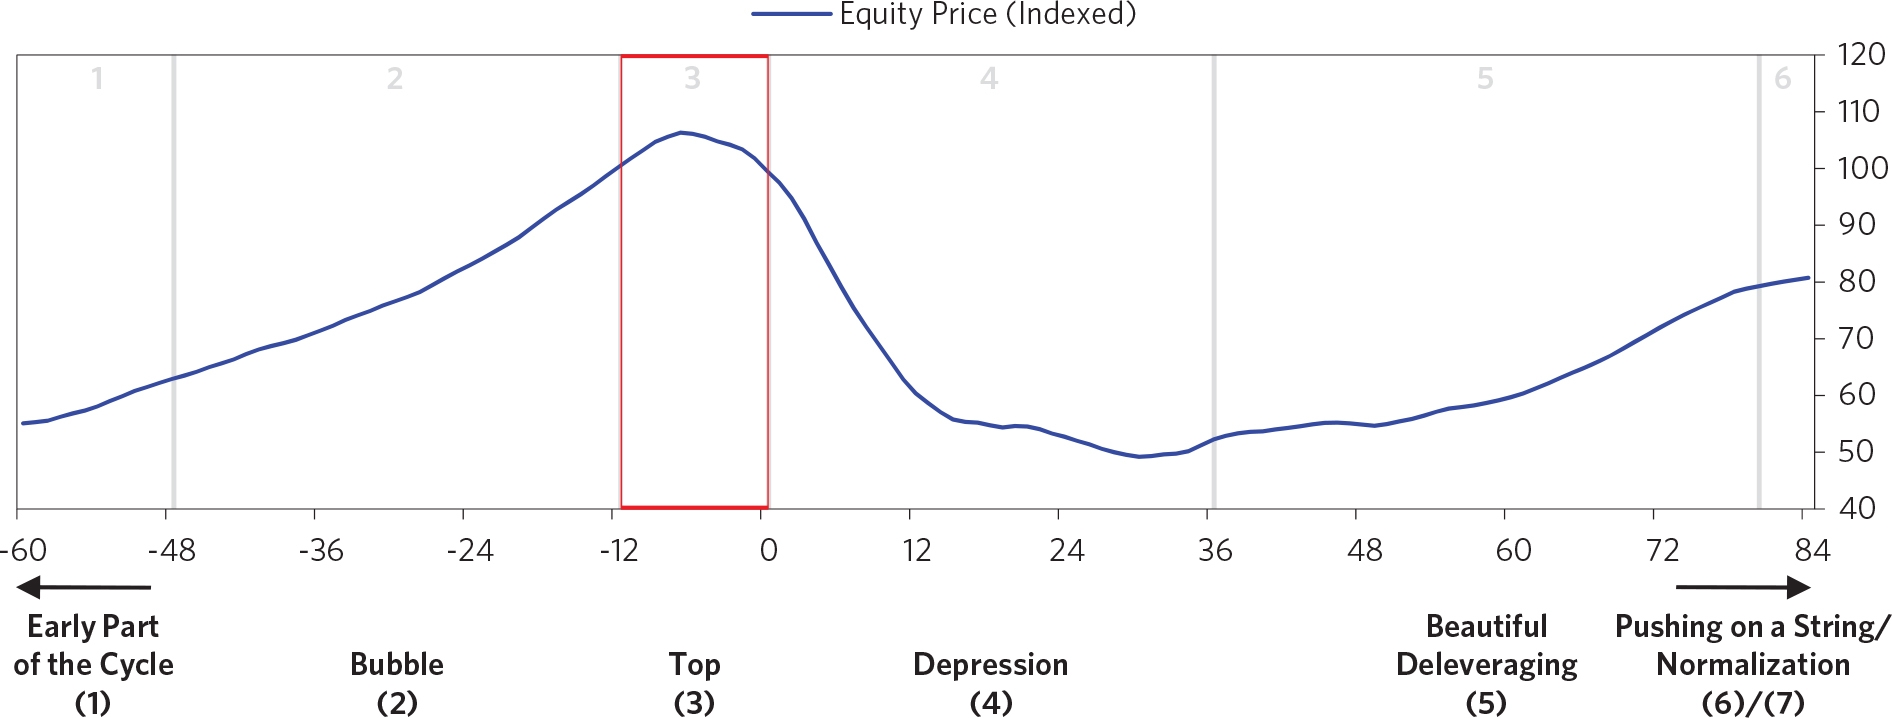 Equity Price (Indexed)
1 2 3 4 5 6
120
110
100
90
80
70
60
50
40
-60 -48 -36 -24 -12 0 12 24 36 48 60 72 84
Early Part
of the Cycle
(1)
Bubble
(2)
Top
(3)
Depression
(4)
Beautiful
Deleveraging
(5)
Pushing on a String/
Normalization
(6)/(7)